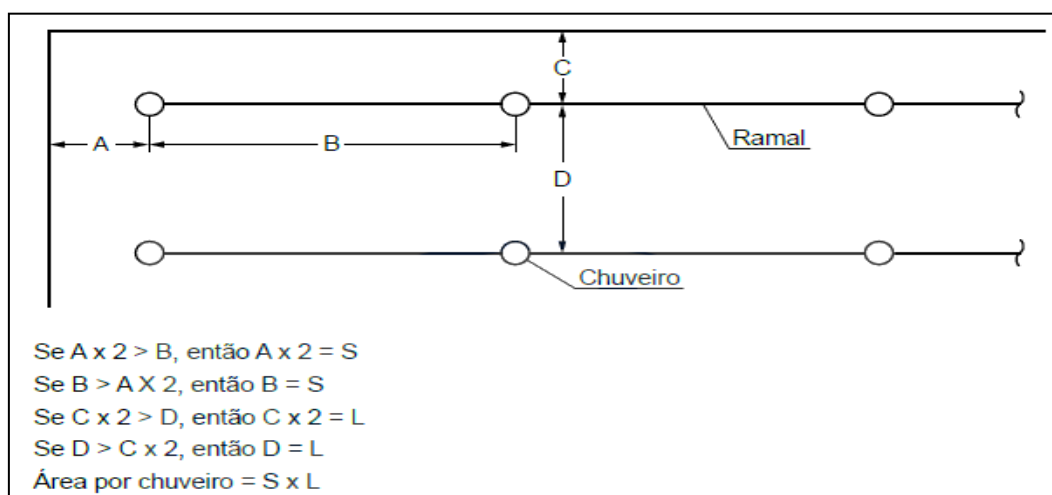 C
A
B
Ramal
D
Chuveiro
Se A x 2 > B, então A x 2 = S
Se B > A X 2, então B = S
Se C x 2 > D, então C x 2 = L
Se D > C x 2, então D = L
Área por chuveiro = S x L